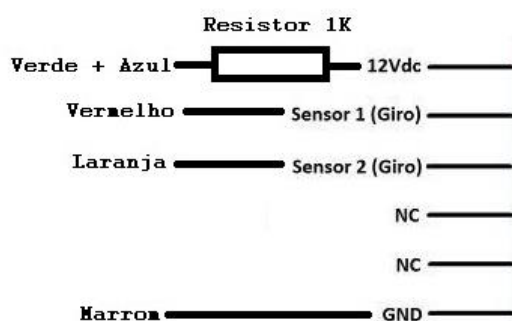 Resistor 1K
Verde + Azul 12Vdc
Vermelho Sensor 1 (Giro)
Laranja Sensor 2 (Giro)
NC
NC
Marrom GND